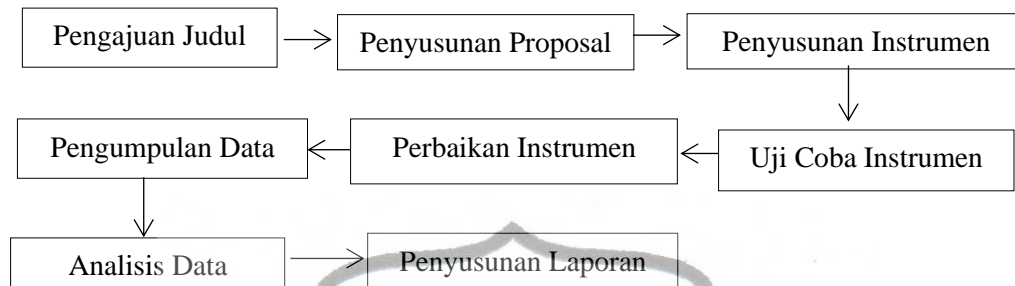 Pengajuan Judul
Penyusunan Proposal
Penyusunan Instrumen
Uji Coba Instrumen
Perbaikan Instrumen
Pengumpulan Data
Analisis Data
Penyusunan Laporan